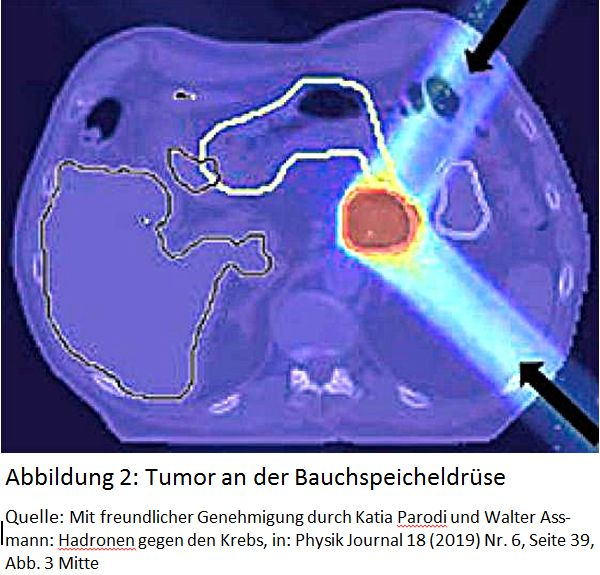 Abbildung 2: Tumor an der Bauchspeicheldrüse
Quelle: Mit freundlicher Genehmigung durch Katia Parodi und Walter Ass-
mann: Hadronen gegen den Krebs, in: Physik Journal 18 (2019) Nr. 6, Seite 39,
Abb. 3 Mitte